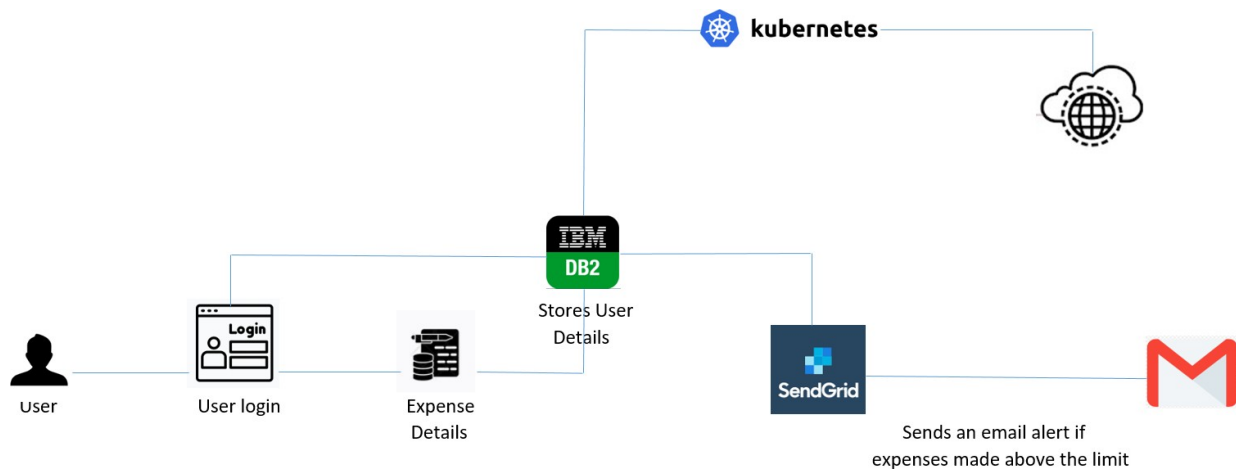 kubernetes
IBM
DB2
Stores User
Details
Login
User
User login
Expense
Details
SendGrid
Sends an email alert if
expenses made above the limit